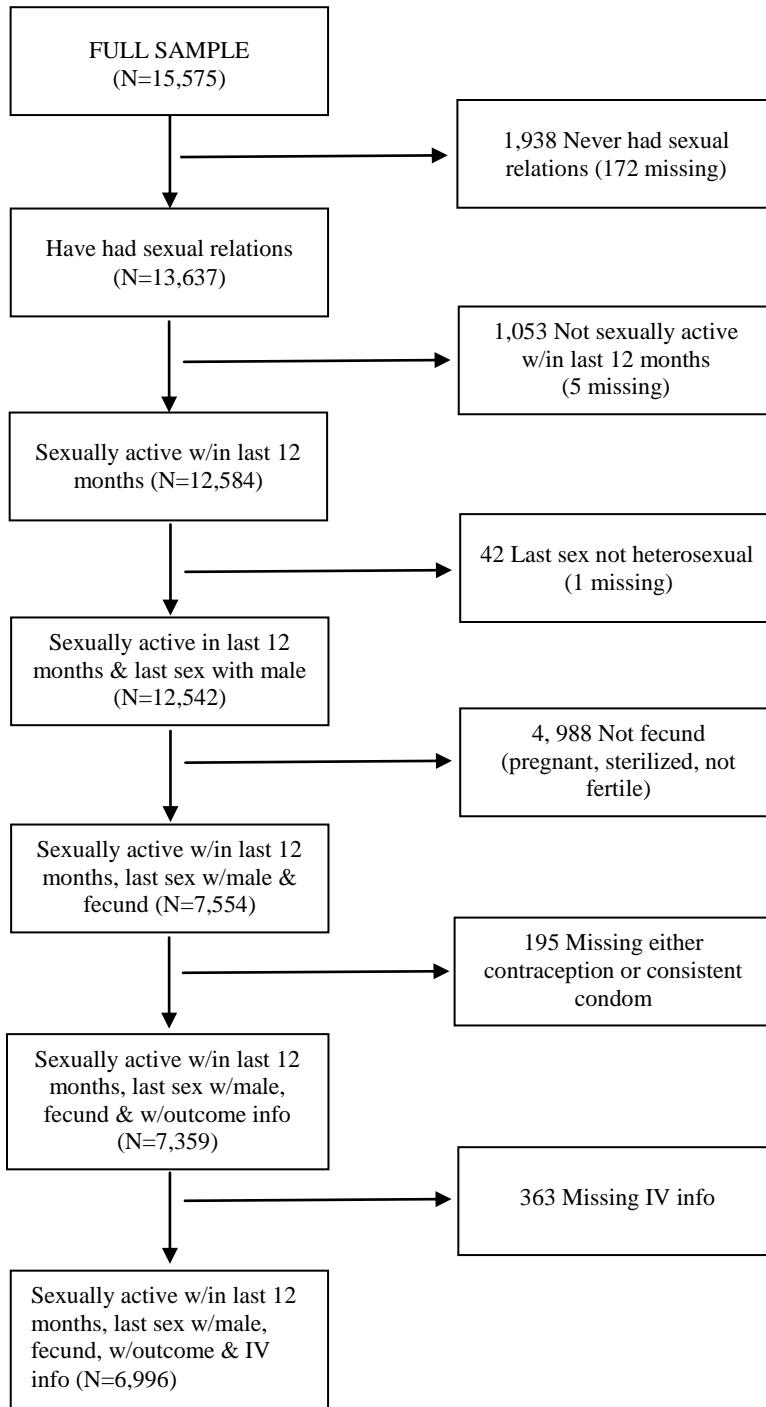 FULL SAMPLE
(N=15,575)
1,938 Never had sexual
relations (172 missing)
Have had sexual relations
(N=13,637)
1,053 Not sexually active
w/in last 12 months
(5 missing)
Sexually active w/in last 12
months (N=12,584)
42 Last sex not heterosexual
(1 missing)
Sexually active in last 12
months & last sex with male
(N=12,542)
4, 988 Not fecund
(pregnant, sterilized, not
fertile)
Sexually active w/in last 12
months, last sex w/male &
fecund (N=7,554)
195 Missing either
contraception or consistent
condom
Sexually active w/in last 12
months, last sex w/male,
fecund & w/outcome info
(N=7,359)
363 Missing IV info
Sexually active w/in last 12
months, last sex w/male,
fecund, w/outcome & IV
info (N=6,996)